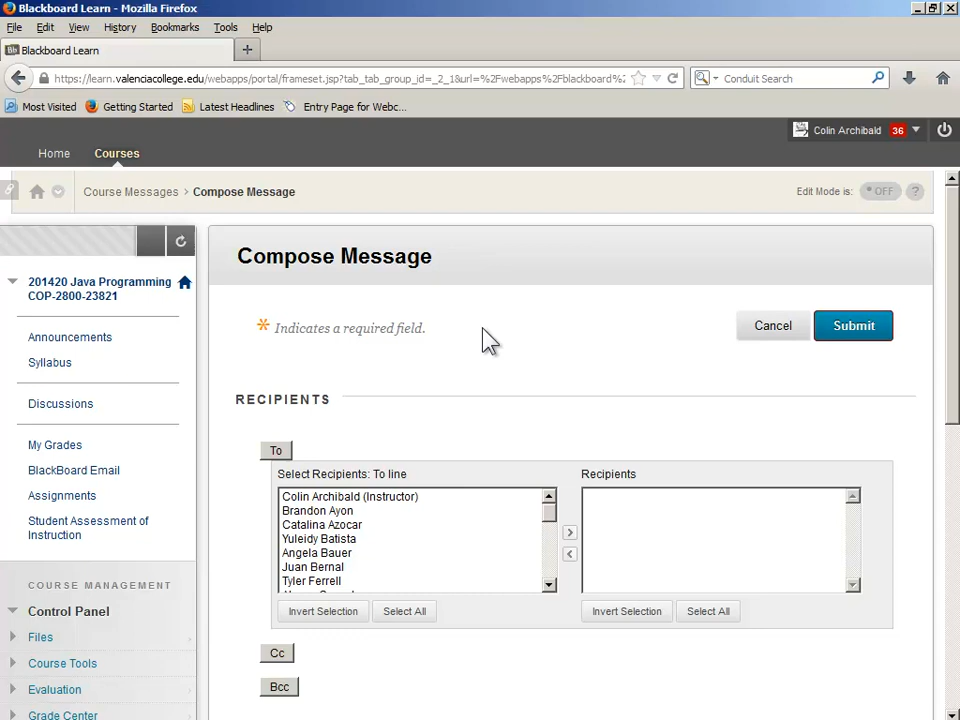 Blackboard Learn - Mozilla Firefox
File Edit View History Bookmarks Tools Help
Bb Blackboard Learn
https://learn.valenciacollege.edu/webapps/portal/frameset.jsp?tab_tab_group_id=_2_1&url=%2Fwebapps%2Fblackboard%2
Conduit Search
Most Visited Getting Started Latest Headlines Entry Page for Webc...
Colin Archibald 36
Home Courses
Course Messages > Compose Message
Edit Mode is: OFF ?
Compose Message
201420 Java Programming
COP-2800-23821
Announcements
Syllabus
Discussions
My Grades
BlackBoard Email
Assignments
Student Assessment of
Instruction
COURSE MANAGEMENT
Control Panel
Files
Course Tools
Evaluation
Grade Center
* Indicates a required field.
Cancel Submit
RECIPIENTS
To
Select Recipients: To line
Recipients
Colin Archibald (Instructor)
Brandon Ayon
Catalina Azocar
Yuleidy Batista
Angela Bauer
Juan Bernal
Tyler Ferrell
Invert Selection Select All
Invert Selection Select All
Cc
Bcc